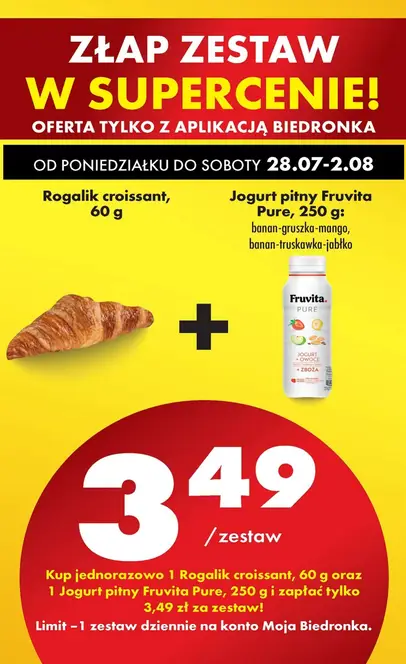 ZŁAP ZESTAW
W SUPERCENIE!
OFERTA TYLKO Z APLIKACJĄ BIEDRONKA
OD PONIEDZIAŁKU DO SOBOTY 28.07-2.08
Rogalik croissant,
60 g
Jogurt pitny Fruvita
Pure, 250 g:
banan-gruszka-mango,
banan-truskawka-jabłko
+
Fruvita.
PURE
JOGURT
+ OWOCE
+ ZBOŻA
3 49
/zestaw
Kup jednorazowo 1 Rogalik croissant, 60 g oraz
1 Jogurt pitny Fruvita Pure, 250 g i zapłać tylko
3,49 zł za zestaw!
Limit –1 zestaw dziennie na konto Moja Biedronka.